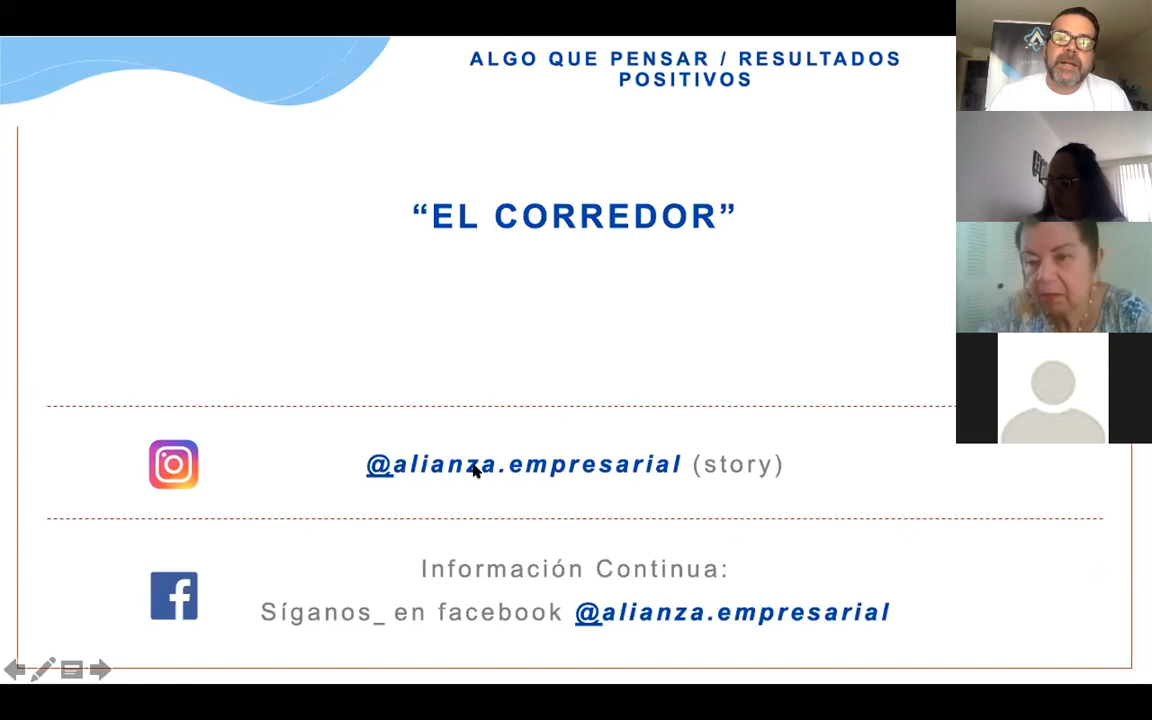 ALGO QUE PENSAR / RESULTADOS
POSITIVOS
“EL CORREDOR”
@alianza.empresarial (story)
Información Continua:
Síganos_ en facebook @alianza.empresarial